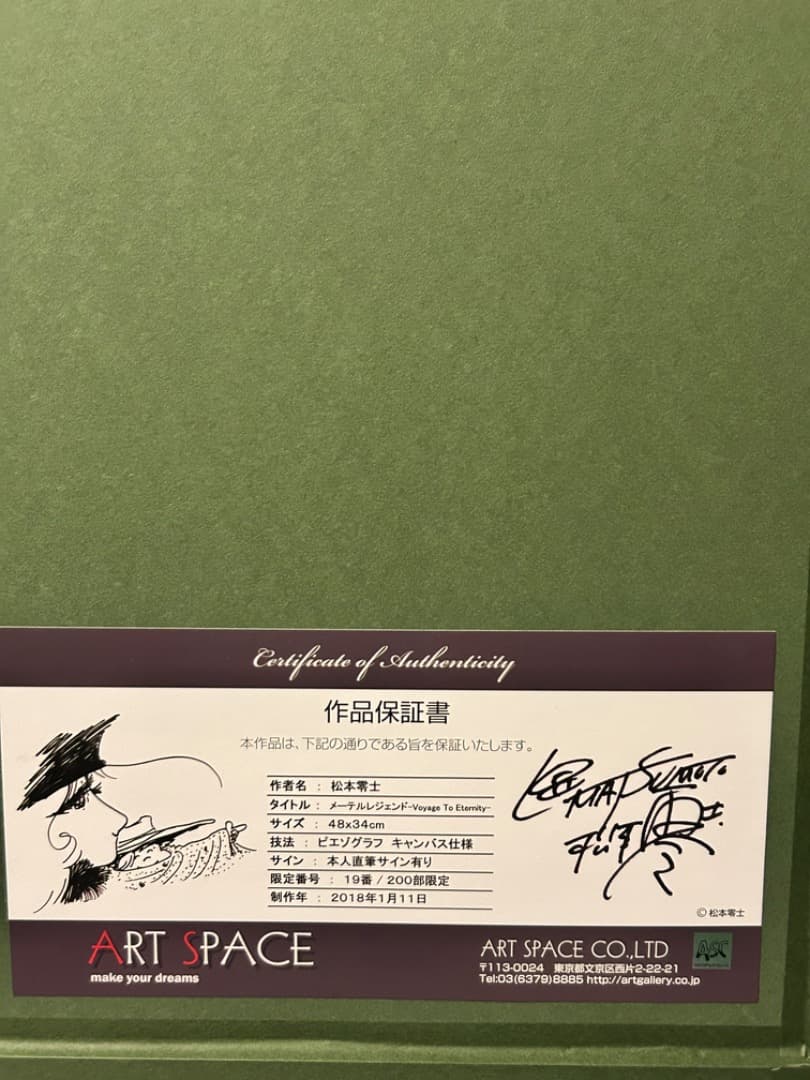 Certificate of Authenticity
作品保証書
本作品は、下記の通りである旨を保証いたします。
作者名 : 松本零士
タイトル : メーテルレジェンド-Voyage To Eternity-
サイズ : 48x34cm
技法 : ピエゾグラフ キャンバス仕様
サイン : 本人直筆サイン有り
限定番号 : 19番 / 200部限定
制作年 : 2018年1月11日
LEIJI MATSUMOTO
© 松本零士
ART SPACE
make your dreams
ART SPACE CO.,LTD
ASC
〒113-0024 東京都文京区西片2-22-21
Tel:03(6379)8885 http://artgallery.co.jp